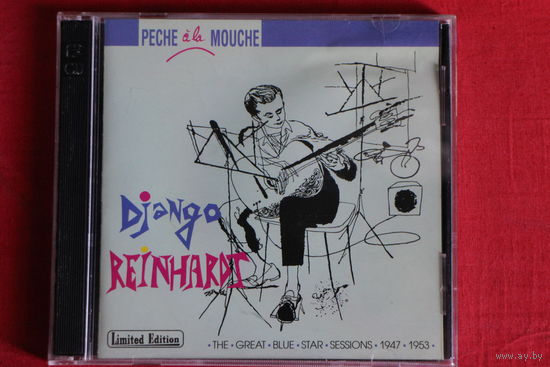 PECHE à la MOUCHE
Django
REINHARDT
Limited Edition
• THE • GREAT • BLUE • STAR • SESSIONS • 1947 • 1953 •
www.ay.by